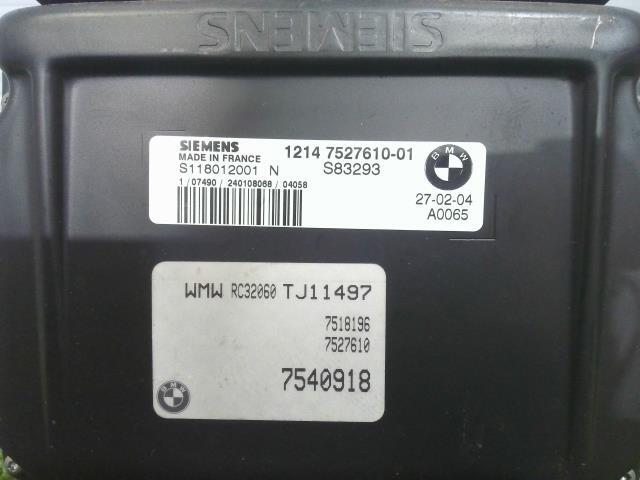 SIEMENS
SIEMENS 1214 7527610-01
MADE IN FRANCE
S118012001 N S83293
1 / 07490 / 240108068 / 04058
BMW
27-02-04
A0065
WMW RC32060 TJ11497
7518196
7527610
7540918
BMW